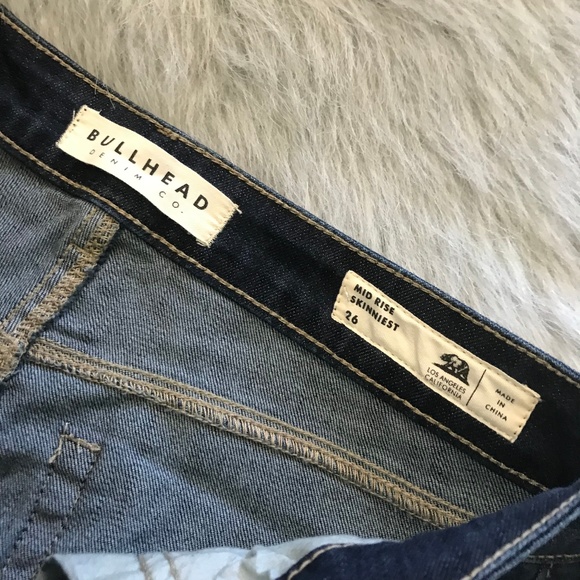 BULLHEAD
DENIM CO.
MID RISE
SKINNIEST
26
LOS ANGELES
CALIFORNIA
MADE
IN
CHINA